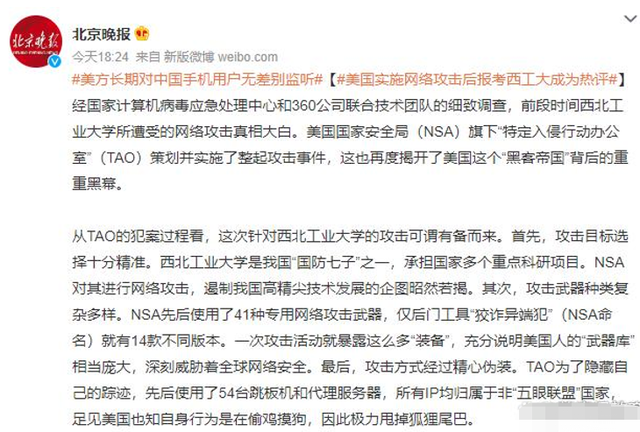 北京晚报
北京晚报
今天18:24 来自 新版微博 weibo.com
#美方长期对中国手机用户无差别监听# 【#美国实施网络攻击后报考西工大成为热评#】
经国家计算机病毒应急处理中心和360公司联合技术团队的细致调查，前段时间西北工
业大学所遭受的网络攻击真相大白。美国国家安全局（NSA）旗下“特定入侵行动办公
室”（TAO）策划并实施了整起攻击事件，这也再度揭开了美国这个“黑客帝国”背后的重
重黑幕。
从TAO的犯案过程看，这次针对西北工业大学的攻击可谓有备而来。首先，攻击目标选
择十分精准。西北工业大学是我国“国防七子”之一，承担国家多个重点科研项目。NSA
对其进行网络攻击，遏制我国高精尖技术发展的企图昭然若揭。其次，攻击武器种类复
杂多样。NSA先后使用了41种专用网络攻击武器，仅后门工具“狡诈异端犯”（NSA命
名）就有14款不同版本。一次攻击活动就暴露这么多“装备”，充分说明美国人的“武器库”
相当庞大，深刻威胁着全球网络安全。最后，攻击方式经过精心伪装。TAO为了隐藏自
己的踪迹，先后使用了54台跳板机和代理服务器，所有IP均归属于非“五眼联盟”国家，
足见美国也知自身行为是在偷鸡摸狗，因此极力甩掉狐狸尾巴。